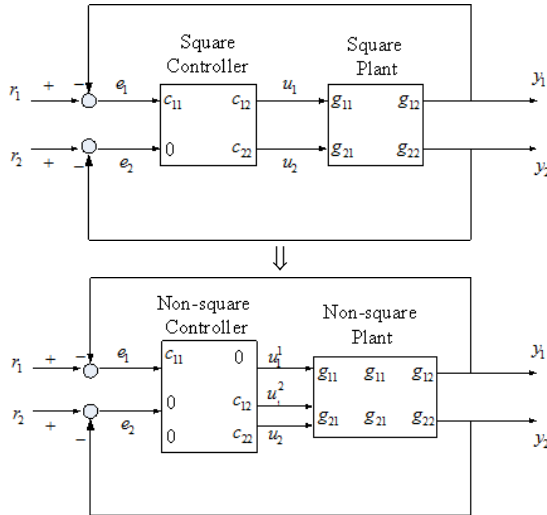 Square Controller
Square Plant
r₁ + − e₁ c₁₁ c₁₂ u₁ g₁₁ g₁₂ y₁
r₂ + − e₂ 0 c₂₂ u₂ g₂₁ g₂₂ y₂
⇓
Non-square Controller
Non-square Plant
r₁ + − e₁ c₁₁ 0 u₁¹ g₁₁ g₁₁ g₁₂ y₁
r₂ + − e₂ 0 c₁₂ u₁² g₂₁ g₂₁ g₂₂ y₂
0 c₂₂ u₂